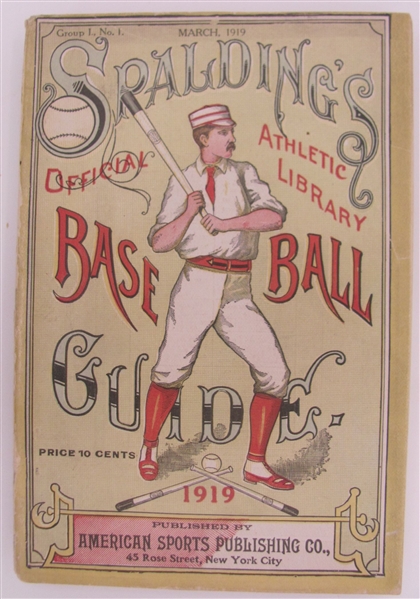 Group I., No. 1. MARCH, 1919
SPALDING'S
OFFICIAL ATHLETIC
LIBRARY
BASE BALL
GUIDE.
PRICE 10 CENTS
1919
PUBLISHED BY
AMERICAN SPORTS PUBLISHING CO.,
45 Rose Street, New York City